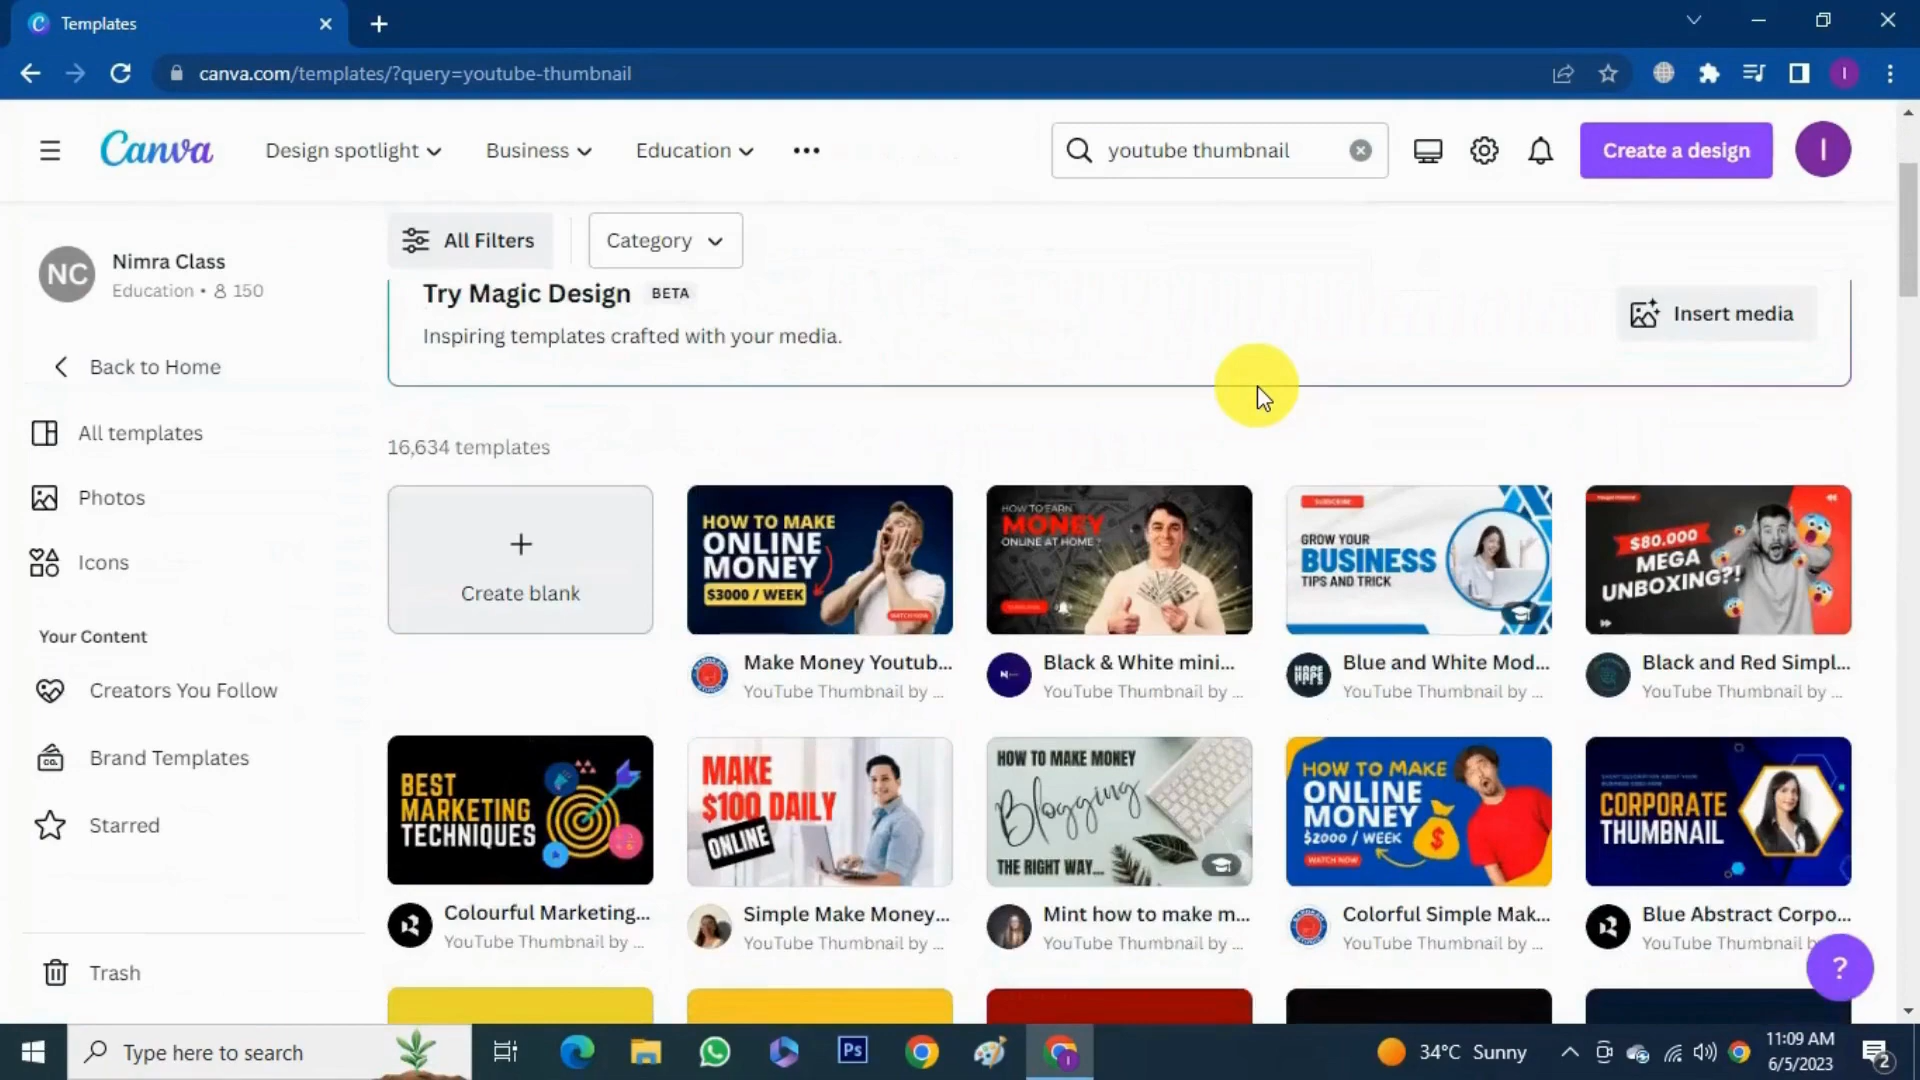 Templates
canva.com/templates/?query=youtube-thumbnail
Canva
Design spotlight
Business
Education
youtube thumbnail
Create a design
I
All Filters
Category
NC
Nimra Class
Education • 150
Try Magic Design BETA
Inspiring templates crafted with your media.
Insert media
Back to Home
All templates
Photos
Icons
Your Content
Creators You Follow
Brand Templates
Starred
Trash
16,634 templates
+
Create blank
HOW TO MAKE
ONLINE
MONEY
$3000 / WEEK
WATCH NOW
Make Money Youtub...
YouTube Thumbnail by ...
HOW TO EARN
MONEY
ONLINE AT HOME
Black & White mini...
YouTube Thumbnail by ...
SUBSCRIBE
GROW YOUR
BUSINESS
TIPS AND TRICK
Blue and White Mod...
YouTube Thumbnail by ...
$80.000
MEGA
UNBOXING?!
Black and Red Simpl...
YouTube Thumbnail by ...
BEST
MARKETING
TECHNIQUES
Colourful Marketing...
YouTube Thumbnail by ...
MAKE
$100 DAILY
ONLINE
Simple Make Money...
YouTube Thumbnail by ...
HOW TO MAKE MONEY
Blogging
THE RIGHT WAY...
Mint how to make m...
YouTube Thumbnail by ...
HOW TO MAKE
ONLINE
MONEY
$2000 / WEEK
WATCH NOW
Colorful Simple Mak...
YouTube Thumbnail by ...
CORPORATE
THUMBNAIL
Blue Abstract Corpo...
YouTube Thumbnail b
?
Type here to search
Ps
34°C Sunny
11:09 AM
6/5/2023
2